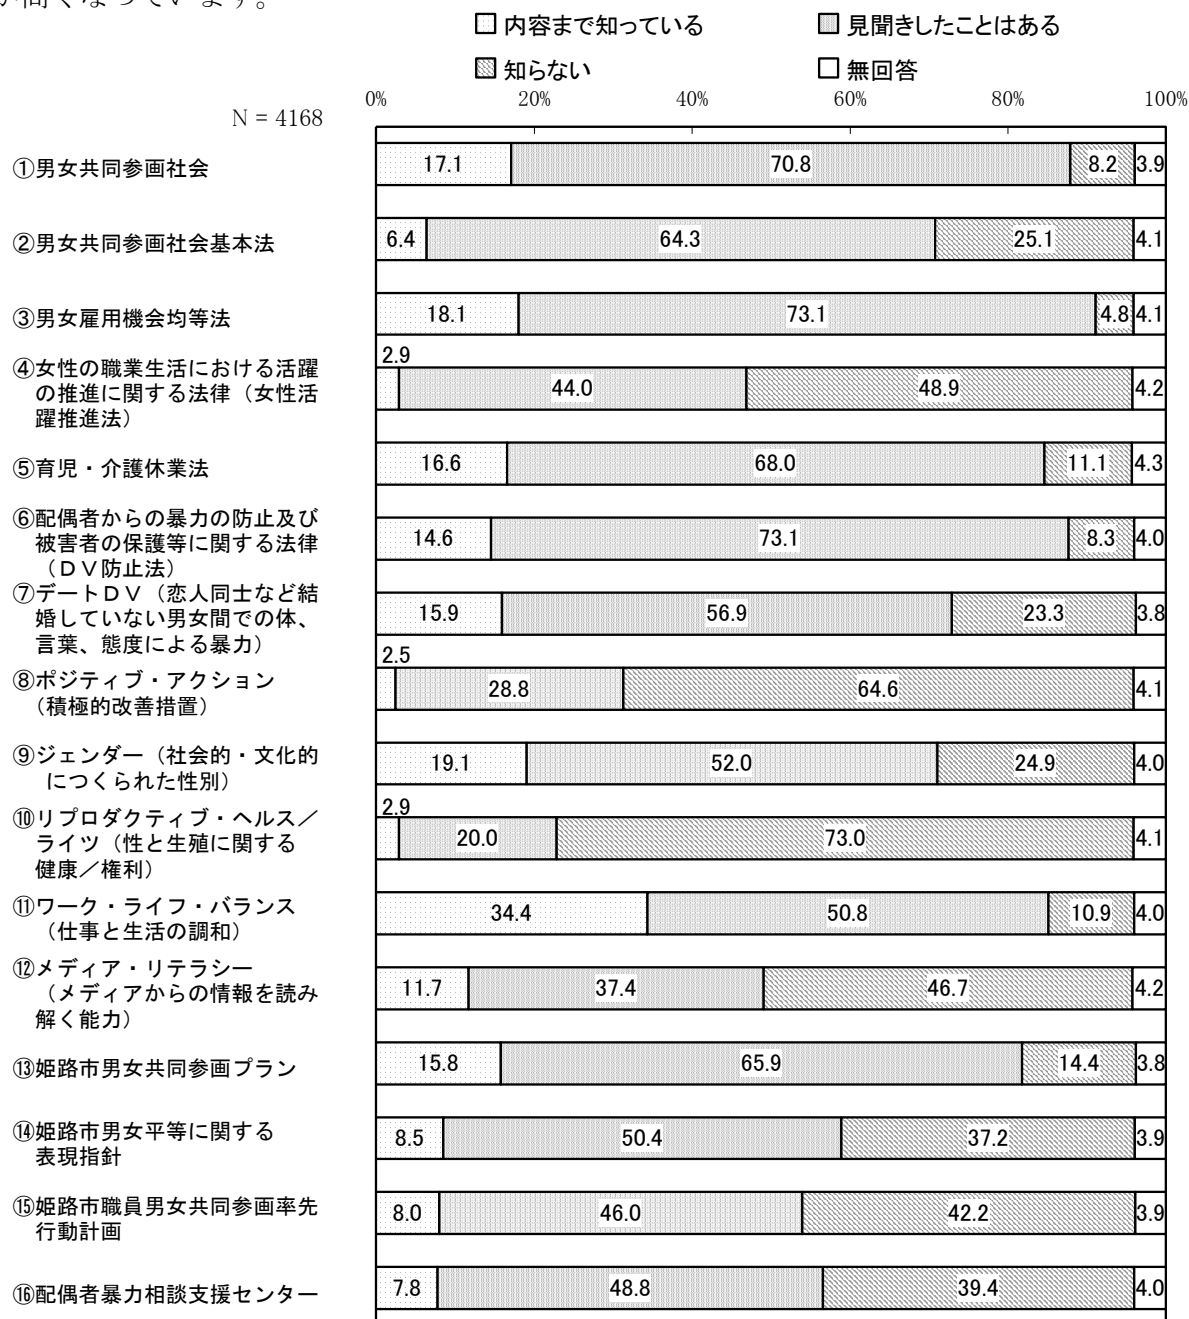 が高くなっています。
内容まで知っている 見聞きしたことはある
知らない 無回答
0% 20% 40% 60% 80% 100%
N = 4168
①男女共同参画社会
17.1 70.8 8.2 3.9
②男女共同参画社会基本法
6.4 64.3 25.1 4.1
③男女雇用機会均等法
18.1 73.1 4.8 4.1
④女性の職業生活における活躍
の推進に関する法律（女性活
躍推進法）
2.9
44.0 48.9 4.2
⑤育児・介護休業法
16.6 68.0 11.1 4.3
⑥配偶者からの暴力の防止及び
被害者の保護等に関する法律
（ＤＶ防止法）
14.6 73.1 8.3 4.0
⑦デートＤＶ（恋人同士など結
婚していない男女間での体、
言葉、態度による暴力）
15.9 56.9 23.3 3.8
⑧ポジティブ・アクション
（積極的改善措置）
2.5
28.8 64.6 4.1
⑨ジェンダー（社会的・文化的
につくられた性別）
19.1 52.0 24.9 4.0
⑩リプロダクティブ・ヘルス／
ライツ（性と生殖に関する
健康／権利）
2.9
20.0 73.0 4.1
⑪ワーク・ライフ・バランス
（仕事と生活の調和）
34.4 50.8 10.9 4.0
⑫メディア・リテラシー
（メディアからの情報を読み
解く能力）
11.7 37.4 46.7 4.2
⑬姫路市男女共同参画プラン
15.8 65.9 14.4 3.8
⑭姫路市男女平等に関する
表現指針
8.5 50.4 37.2 3.9
⑮姫路市職員男女共同参画率先
行動計画
8.0 46.0 42.2 3.9
⑯配偶者暴力相談支援センター
7.8 48.8 39.4 4.0